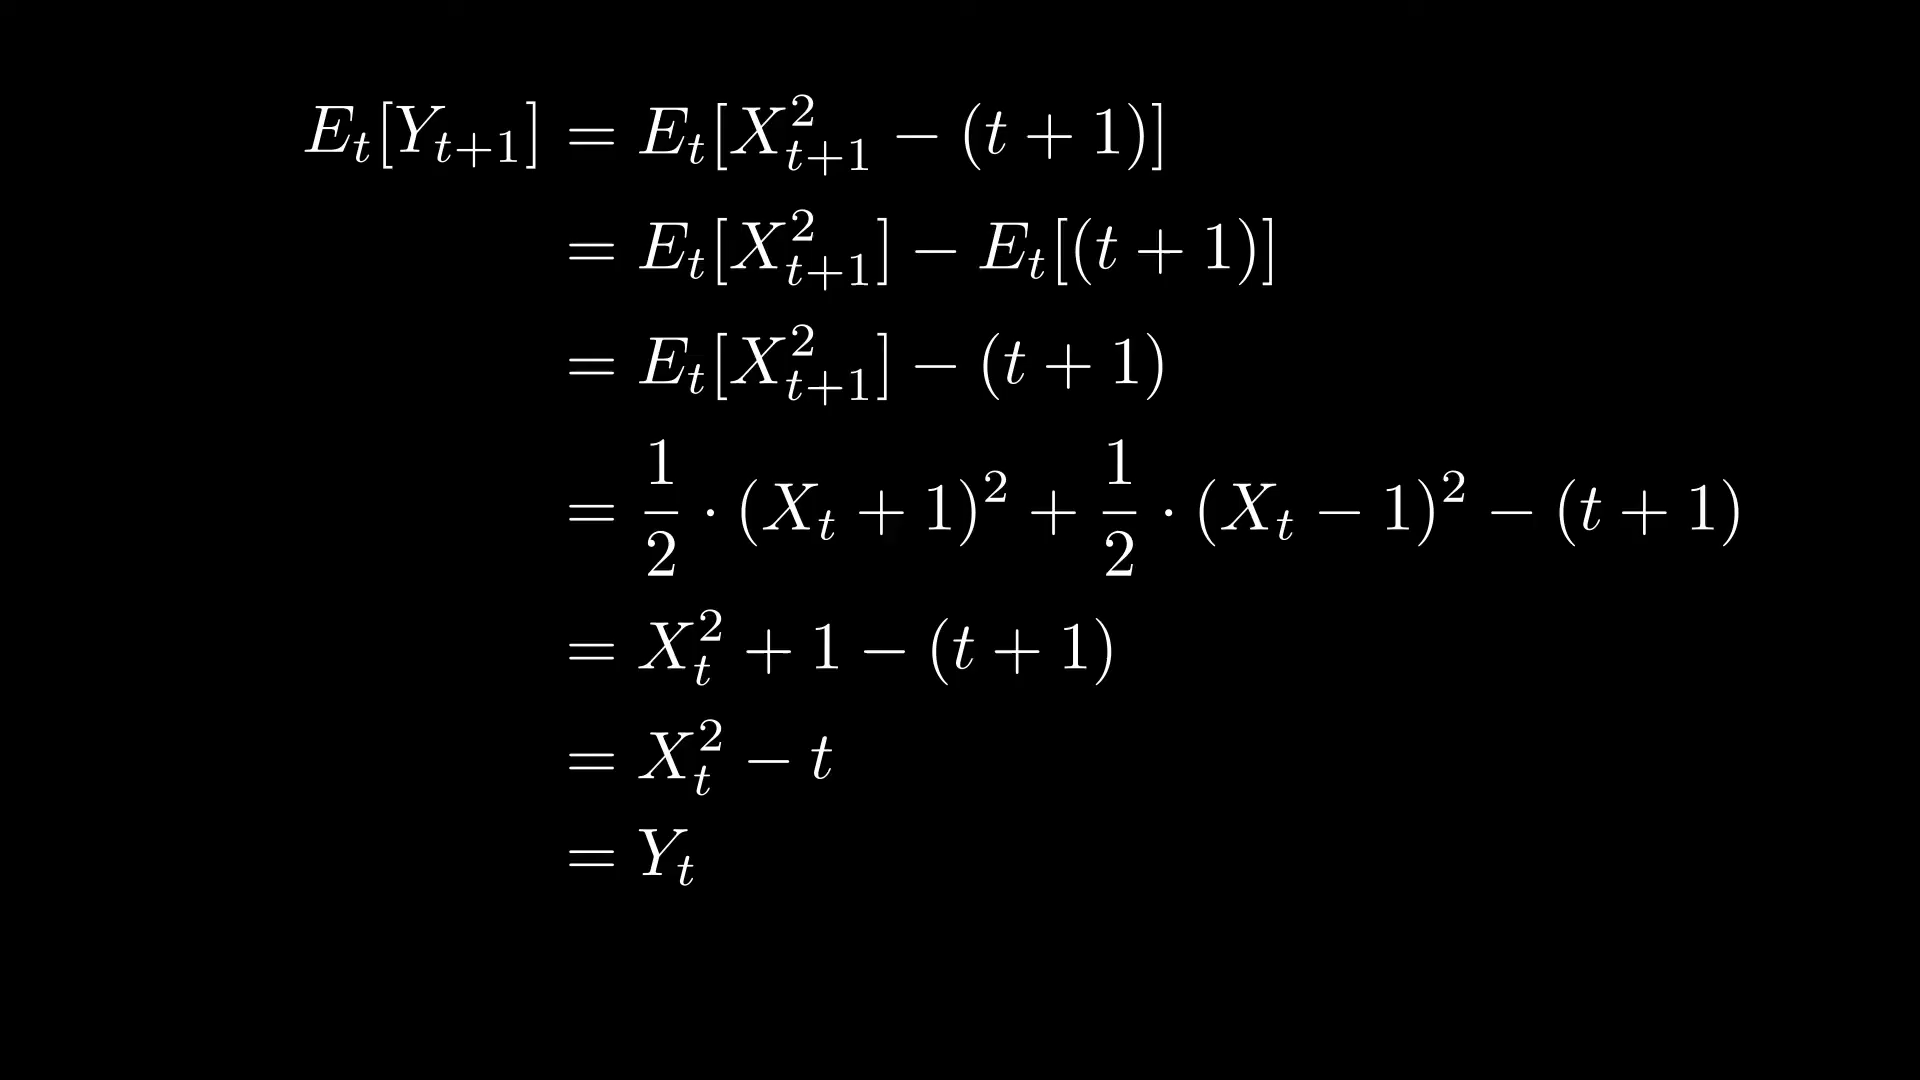 $E_t[Y_{t+1}] = E_t[X_{t+1}^2 - (t+1)]$
$= E_t[X_{t+1}^2] - E_t[(t+1)]$
$= E_t[X_{t+1}^2] - (t+1)$
$= \frac{1}{2} \cdot (X_t+1)^2 + \frac{1}{2} \cdot (X_t-1)^2 - (t+1)$
$= X_t^2 + 1 - (t+1)$
$= X_t^2 - t$
$= Y_t$